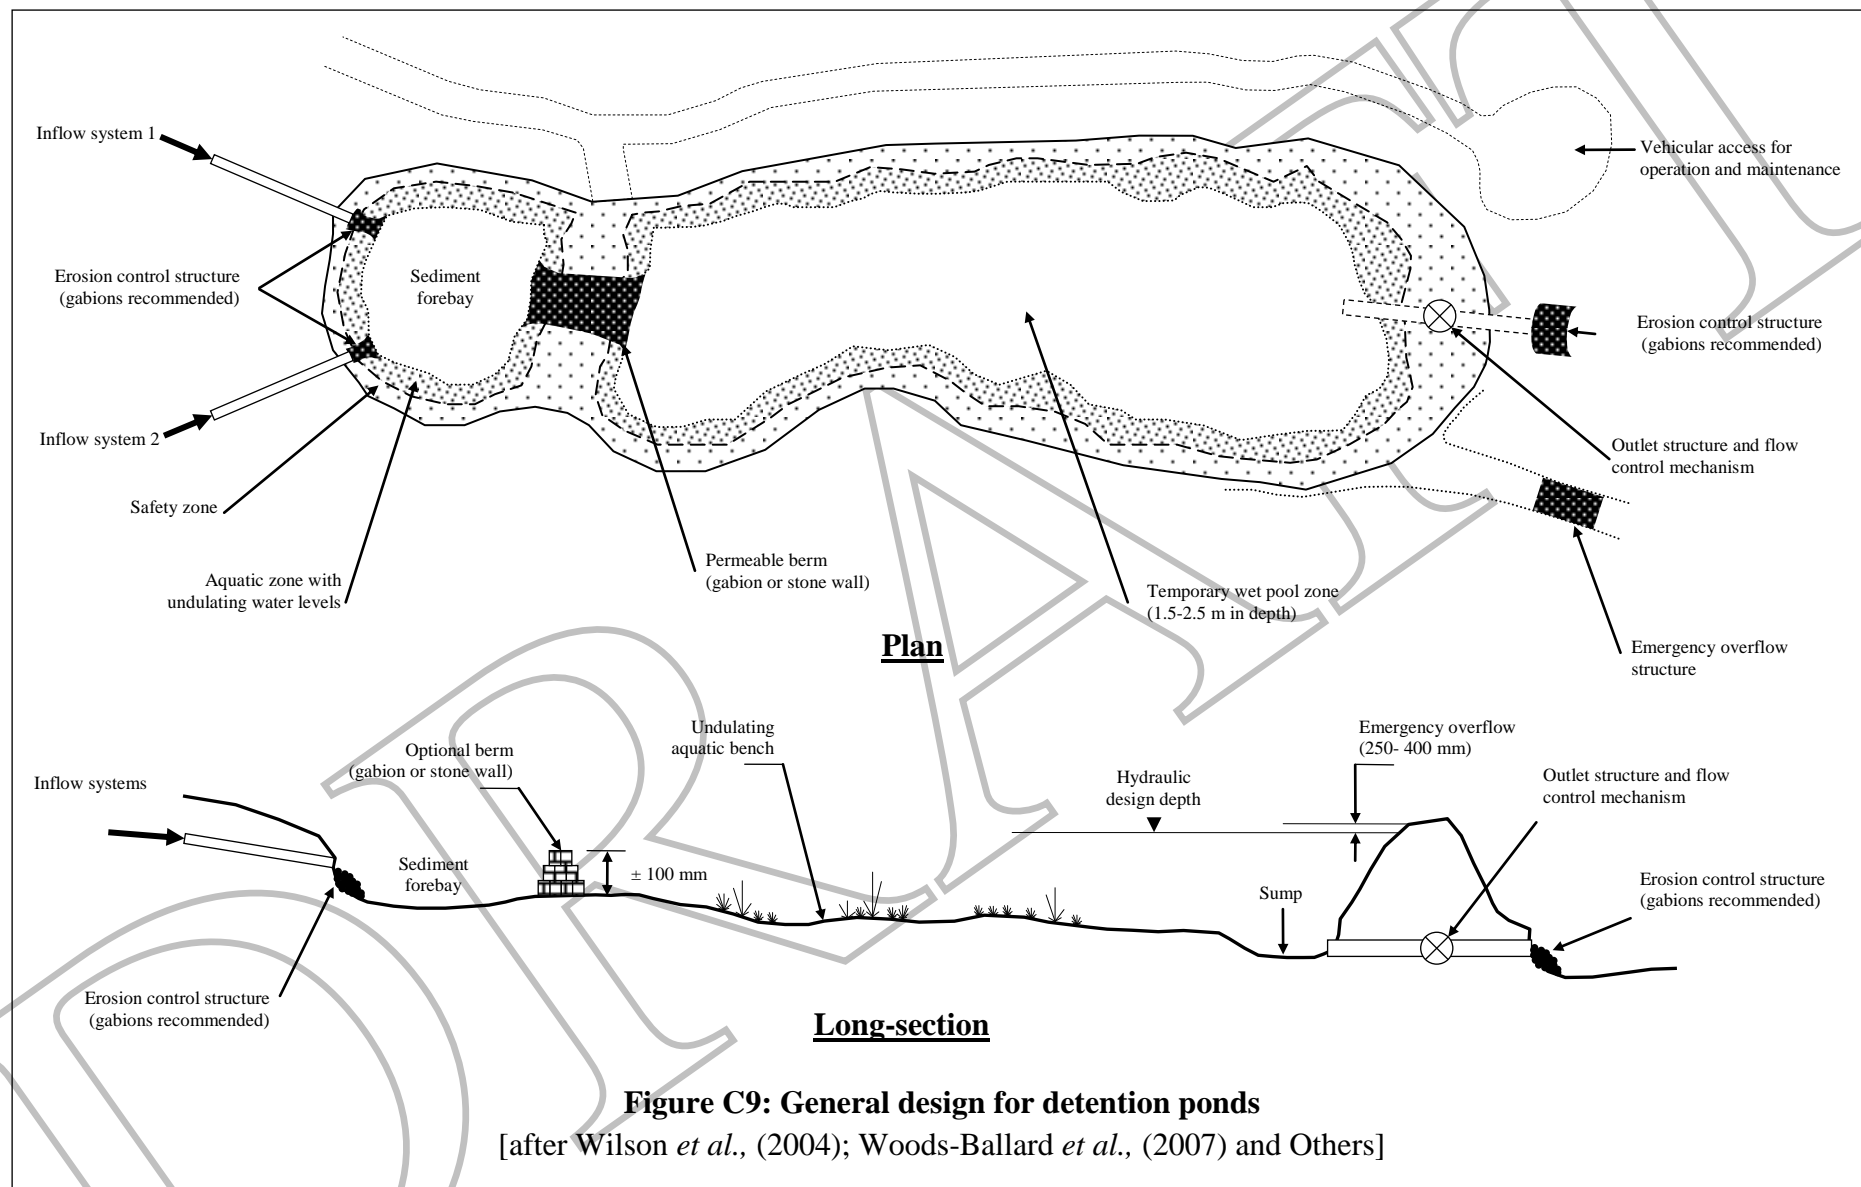 Inflow system 1
Vehicular access for
operation and maintenance
Erosion control structure
(gabions recommended)
Sediment
forebay
Erosion control structure
(gabions recommended)
Inflow system 2
Outlet structure and flow
control mechanism
Safety zone
Permeable berm
(gabion or stone wall)
Aquatic zone with
undulating water levels
Temporary wet pool zone
(1.5-2.5 m in depth)
Plan
Emergency overflow
structure
Undulating
aquatic bench
Emergency overflow
(250- 400 mm)
Optional berm
(gabion or stone wall)
Inflow systems
Hydraulic
design depth
Outlet structure and flow
control mechanism
Sediment
forebay
± 100 mm
Sump
Erosion control structure
(gabions recommended)
Erosion control structure
(gabions recommended)
Long-section
Figure C9: General design for detention ponds
[after Wilson et al., (2004); Woods-Ballard et al., (2007) and Others]
DRAFT